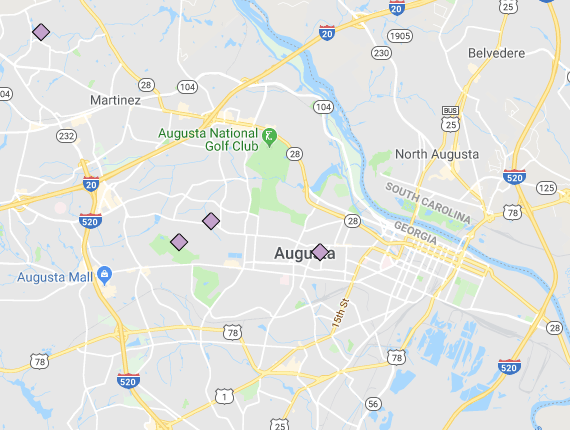 20
25
20
1905
230
Belvedere
28
104
04
Martinez
104
BUS
25
Augusta National
Golf Club
232
28
North Augusta
20
520
125
SOUTH CAROLINA
78
520
28
GEORGIA
Augusta
Augusta Mall
15th St
28
78
78
78
520
520
1
56
25